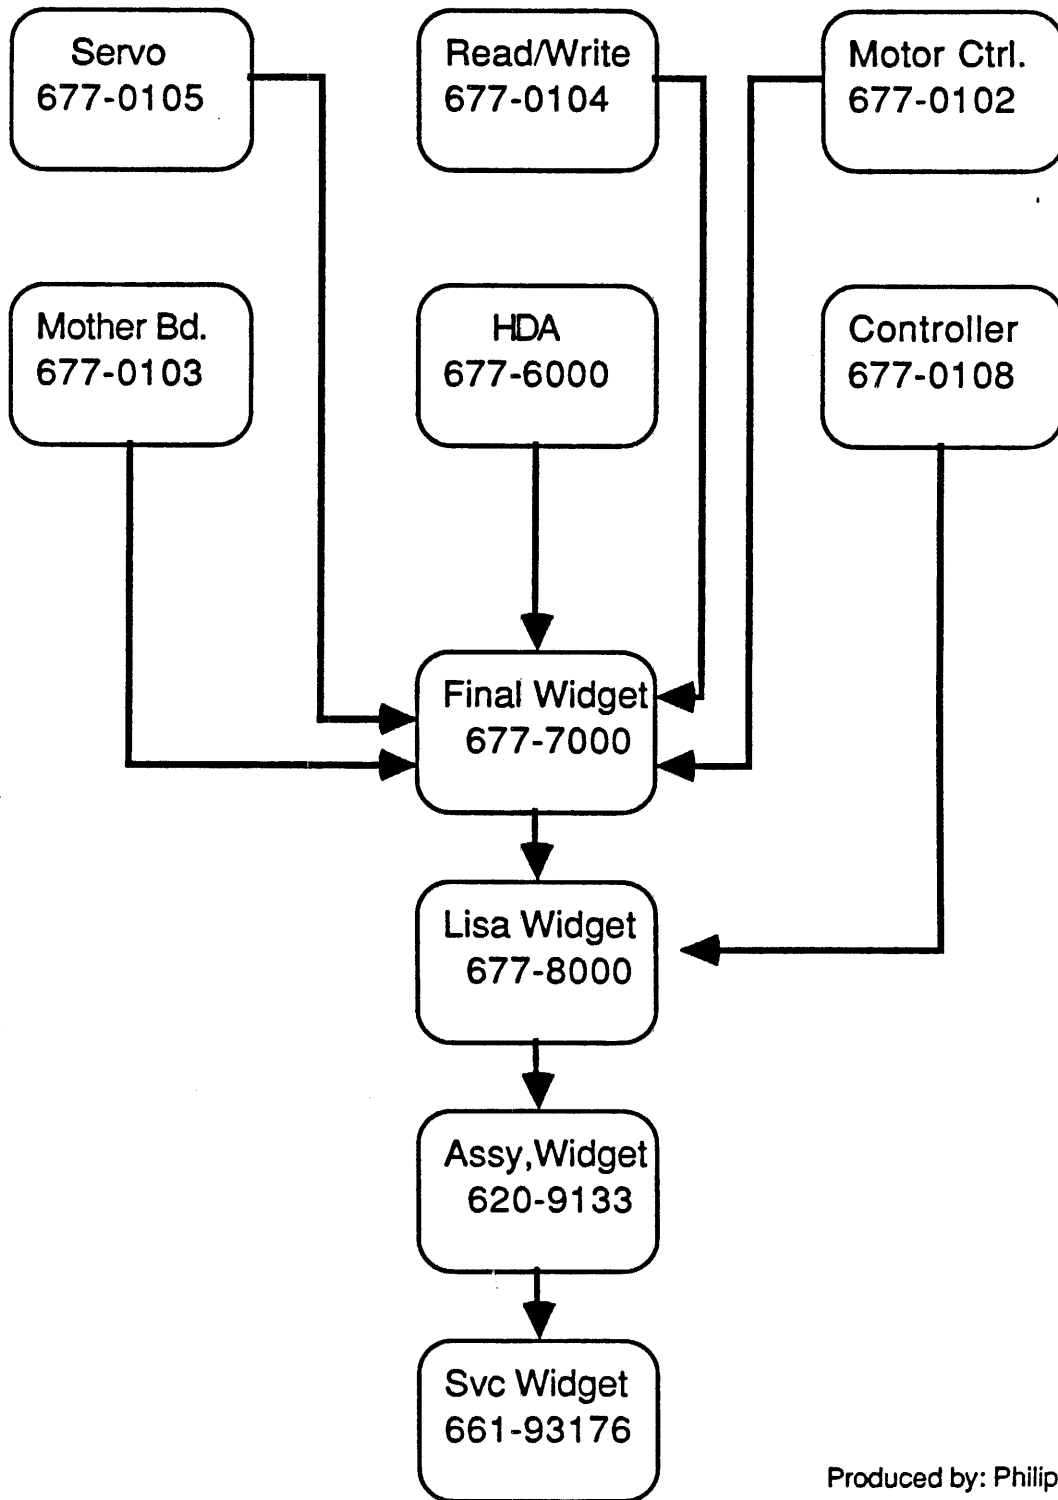 Servo
677-0105
Read/Write
677-0104
Motor Ctrl.
677-0102
Mother Bd.
677-0103
HDA
677-6000
Controller
677-0108
Final Widget
677-7000
Lisa Widget
677-8000
Assy,Widget
620-9133
Svc Widget
661-93176
Produced by: Philip